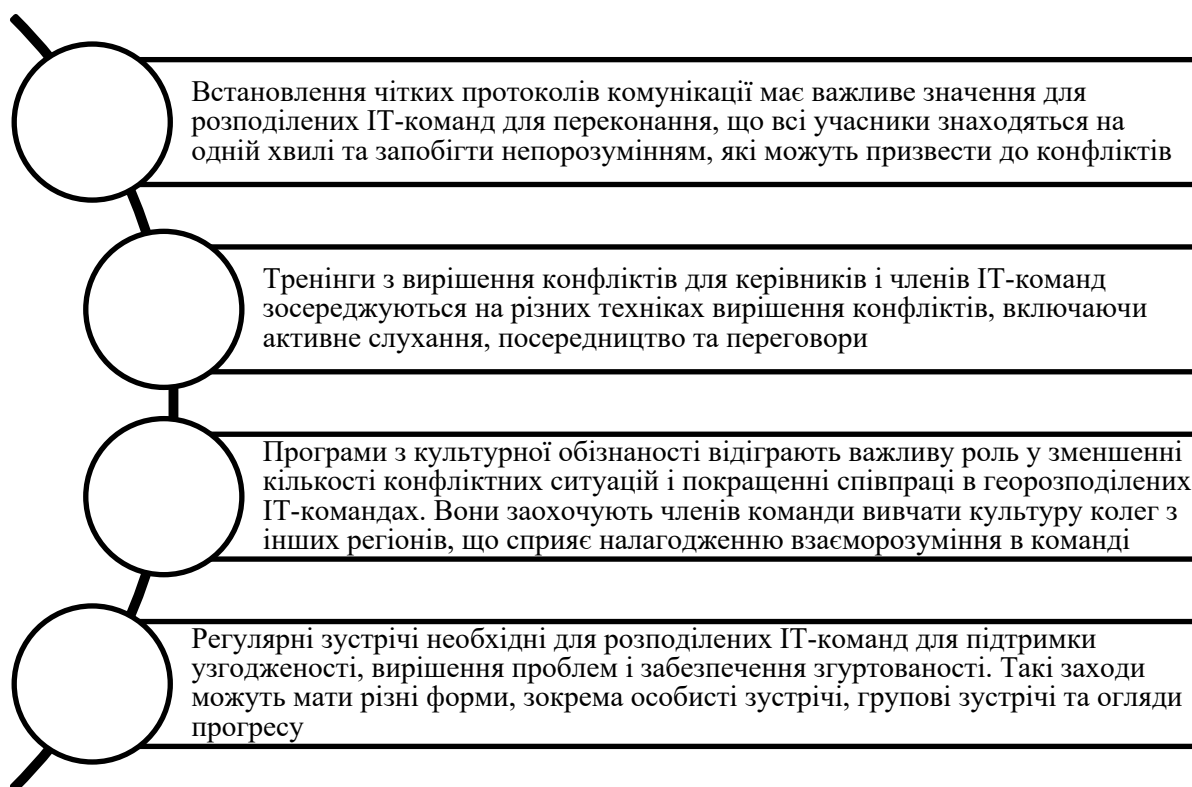 Встановлення чітких протоколів комунікації має важливе значення для
розподілених ІТ-команд для переконання, що всі учасники знаходяться на
одній хвилі та запобігти непорозумінням, які можуть призвести до конфліктів
Тренінги з вирішення конфліктів для керівників і членів ІТ-команд
зосереджуються на різних техніках вирішення конфліктів, включаючи
активне слухання, посередництво та переговори
Програми з культурної обізнаності відіграють важливу роль у зменшенні
кількості конфліктних ситуацій і покращенні співпраці в георозподілених
ІТ-командах. Вони заохочують членів команди вивчати культуру колег з
інших регіонів, що сприяє налагодженню взаєморозуміння в команді
Регулярні зустрічі необхідні для розподілених ІТ-команд для підтримки
узгодженості, вирішення проблем і забезпечення згуртованості. Такі заходи
можуть мати різні форми, зокрема особисті зустрічі, групові зустрічі та огляди
прогресу